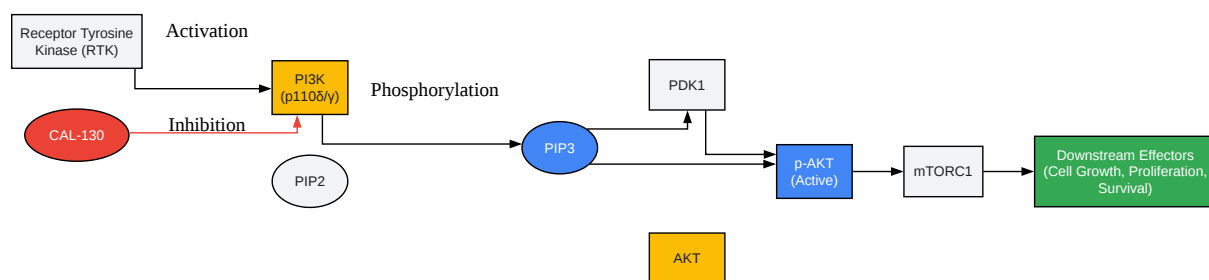 Receptor Tyrosine
Kinase (RTK)
Activation
PI3K
(p110δ/γ)
Phosphorylation
PDK1
CAL-130
Inhibition
PIP3
PIP2
p-AKT
(Active)
mTORC1
Downstream Effectors
(Cell Growth, Proliferation,
Survival)
AKT